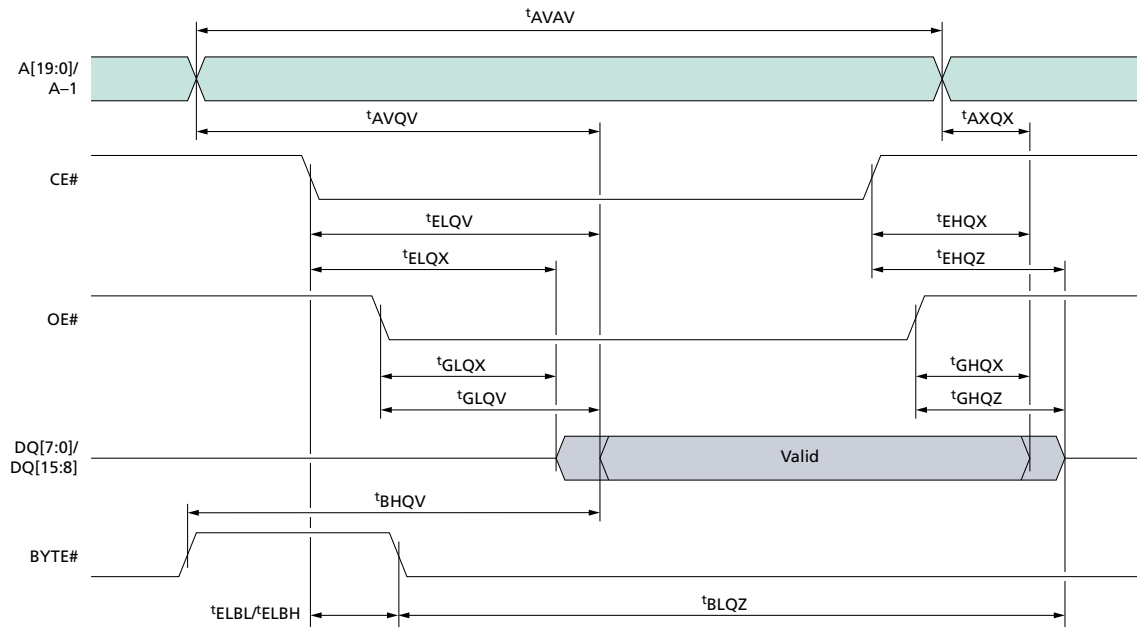 tAVAV
A[19:0]/
A–1
tAVQV
tAXQX
CE#
tELQV
tEHQX
tELQX
tEHQZ
OE#
tGLQX
tGHQX
tGLQV
tGHQZ
DQ[7:0]/
DQ[15:8]
Valid
tBHQV
BYTE#
tELBL/tELBH
tBLQZ